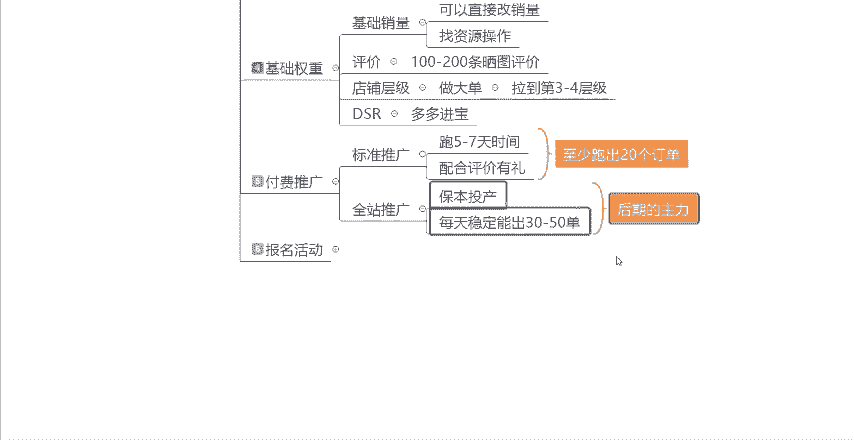 可以直接改销量
基础销量
找资源操作
基础权重
评价 100-200条晒图评价
店铺层级 做大单 拉到第3-4层级
DSR 多多进宝
跑5-7天时间
标准推广
至少跑出20个订单
配合评价有礼
付费推广
保本投产
全站推广
后期的主力
每天稳定能出30-50单
报名活动